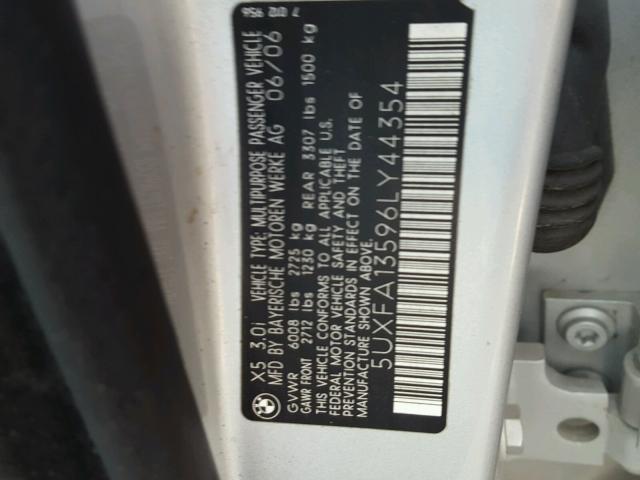 X5 3.0i VEHICLE TYPE: MULTIPURPOSE PASSENGER VEHICLE
MFD BY BAYERISCHE MOTOREN WERKE AG 06/06
GVWR 6008 lbs 2725 kg
GAWR FRONT 2712 lbs 1230 kg REAR 3307 lbs 1500 kg
THIS VEHICLE CONFORMS TO ALL APPLICABLE U.S.
FEDERAL MOTOR VEHICLE SAFETY AND THEFT
PREVENTION STANDARDS IN EFFECT ON THE DATE OF
MANUFACTURE SHOWN ABOVE.
5UXFA13596LY44354